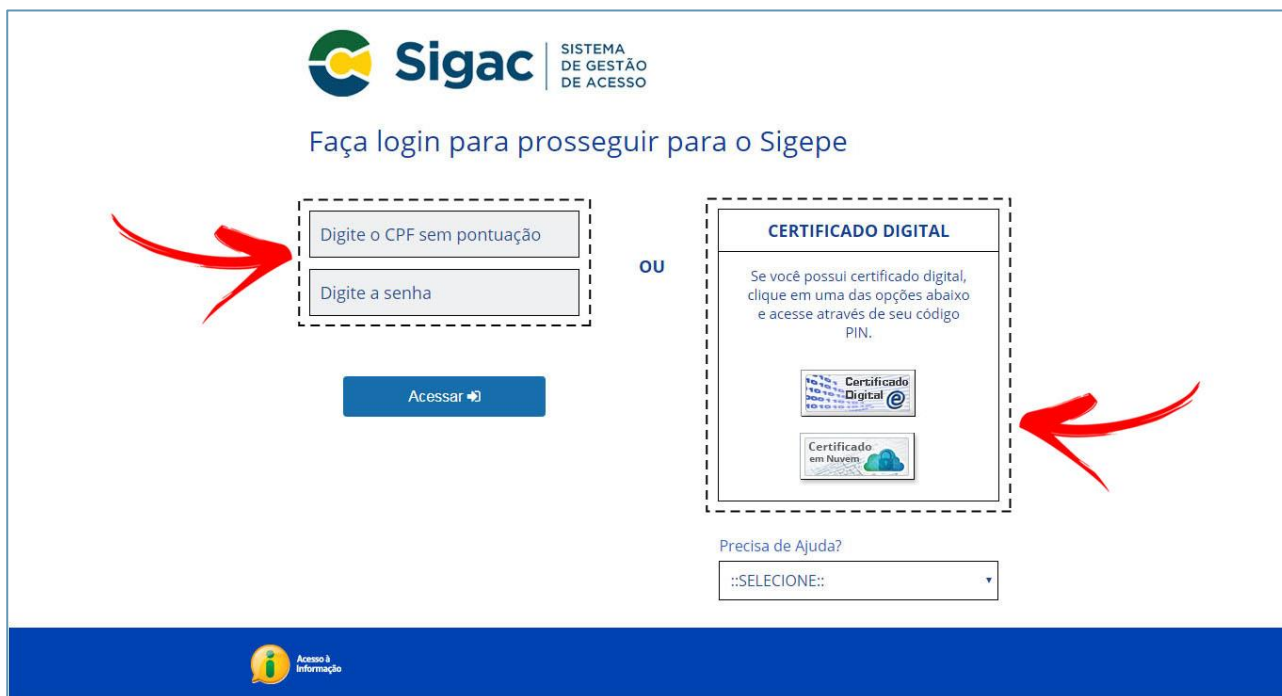 Sigac
SISTEMA
DE GESTÃO
DE ACESSO
Faça login para prosseguir para o Sigepe
Digite o CPF sem pontuação
Digite a senha
Acessar
OU
CERTIFICADO DIGITAL
Se você possui certificado digital,
clique em uma das opções abaixo
e acesse através de seu código
PIN.
Certificado
Digital
Certificado
em Nuvem
Precisa de Ajuda?
::SELECIONE::
Acesso à
Informação